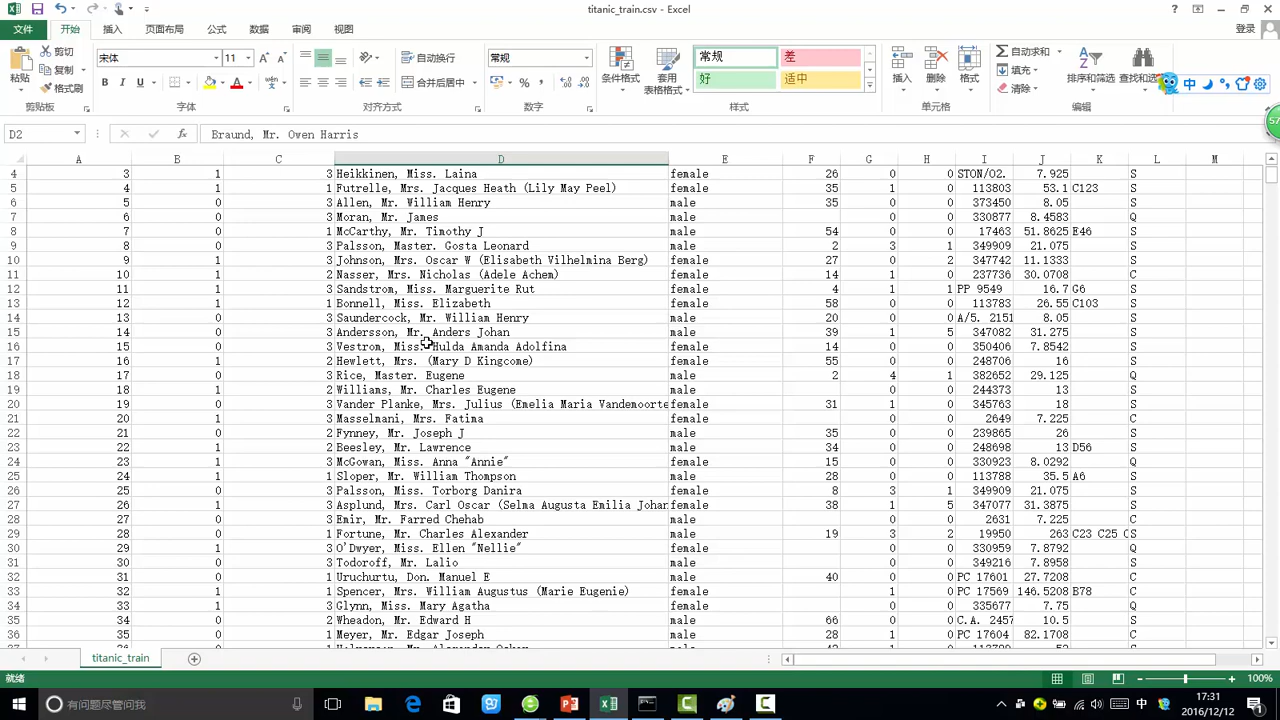 titanic_train.csv - Excel
文件 开始 插入 页面布局 公式 数据 审阅 视图 登录
粘贴 剪切 复制 格式刷 宋体 11 自动换行 合并后居中 常规 条件格式 套用表格格式 常规 差 好 适中 插入 删除 格式 自动求和 填充 清除 排序和筛选 查找和选择 中 57
剪贴板 字体 对齐方式 数字 样式 单元格 编辑
D2 fx Braund, Mr. Owen Harris
A B C D E F G H I J K L M
4 3 1 3 Heikkinen, Miss. Laina female 26 0 0 STON/O2. 7.925 S
5 4 1 1 Futrelle, Mrs. Jacques Heath (Lily May Peel) female 35 1 0 113803 53.1 C123 S
6 5 0 3 Allen, Mr. William Henry male 35 0 0 373450 8.05 S
7 6 0 3 Moran, Mr. James male 0 0 330877 8.4583 Q
8 7 0 1 McCarthy, Mr. Timothy J male 54 0 0 17463 51.8625 E46 S
9 8 0 3 Palsson, Master. Gosta Leonard male 2 3 1 349909 21.075 S
10 9 1 3 Johnson, Mrs. Oscar W (Elisabeth Vilhelmina Berg) female 27 0 2 347742 11.1333 S
11 10 1 2 Nasser, Mrs. Nicholas (Adele Achem) female 14 1 0 237736 30.0708 C
12 11 1 3 Sandstrom, Miss. Marguerite Rut female 4 1 1 PP 9549 16.7 G6 S
13 12 1 1 Bonnell, Miss. Elizabeth female 58 0 0 113783 26.55 C103 S
14 13 0 3 Saundercock, Mr. William Henry male 20 0 0 A/5. 2151 8.05 S
15 14 0 3 Andersson, Mr. Anders Johan male 39 1 5 347082 31.275 S
16 15 0 3 Vestrom, Miss. Hulda Amanda Adolfina female 14 0 0 350406 7.8542 S
17 16 1 2 Hewlett, Mrs. (Mary D Kingcome) female 55 0 0 248706 16 S
18 17 0 3 Rice, Master. Eugene male 2 4 1 382652 29.125 Q
19 18 1 2 Williams, Mr. Charles Eugene male 0 0 244373 13 S
20 19 0 3 Vander Planke, Mrs. Julius (Emelia Maria Vandemoorte female 31 1 0 345763 18 S
21 20 1 3 Masselmani, Mrs. Fatima female 0 0 2649 7.225 C
22 21 0 2 Fynney, Mr. Joseph J male 35 0 0 239865 26 S
23 22 1 2 Beesley, Mr. Lawrence male 34 0 0 248698 13 D56 S
24 23 1 3 McGowan, Miss. Anna "Annie" female 15 0 0 330923 8.0292 Q
25 24 1 1 Sloper, Mr. William Thompson male 28 0 0 113788 35.5 A6 S
26 25 0 3 Palsson, Miss. Torborg Danira female 8 3 1 349909 21.075 S
27 26 1 3 Asplund, Mrs. Carl Oscar (Selma Augusta Emilia Johan female 38 1 5 347077 31.3875 S
28 27 0 3 Emir, Mr. Farred Chehab male 0 0 2631 7.225 C
29 28 0 1 Fortune, Mr. Charles Alexander male 19 3 2 19950 263 C23 C25 C S
30 29 1 3 O'Dwyer, Miss. Ellen "Nellie" female 0 0 330959 7.8792 Q
31 30 0 3 Todoroff, Mr. Lalio male 0 0 349216 7.8958 S
32 31 0 1 Uruchurtu, Don. Manuel E male 40 0 0 PC 17601 27.7208 C
33 32 1 1 Spencer, Mrs. William Augustus (Marie Eugenie) female 1 0 PC 17569 146.5208 B78 C
34 33 1 3 Glynn, Miss. Mary Agatha female 0 0 335677 7.75 Q
35 34 0 2 Wheadon, Mr. Edward H male 66 0 0 C.A. 2457 10.5 S
36 35 0 1 Meyer, Mr. Edgar Joseph male 28 1 0 PC 17604 82.1708 C
titanic_train
就绪 100%
有问题尽管问我 中 17:31
2016/12/12